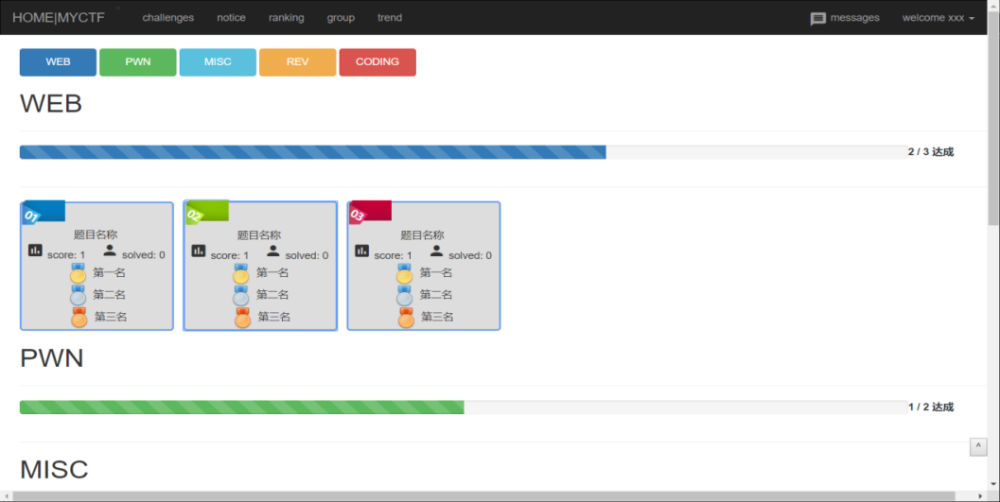 HOME|MYCTF challenges notice ranking group trend messages welcome xxx
WEB PWN MISC REV CODING
WEB
2 / 3 达成
01 02 03
题目名称 题目名称 题目名称
score: 1 solved: 0 score: 1 solved: 0 score: 1 solved: 0
第一名 第一名 第一名
第二名 第二名 第二名
第三名 第三名 第三名
PWN
1 / 2 达成
^
MISC